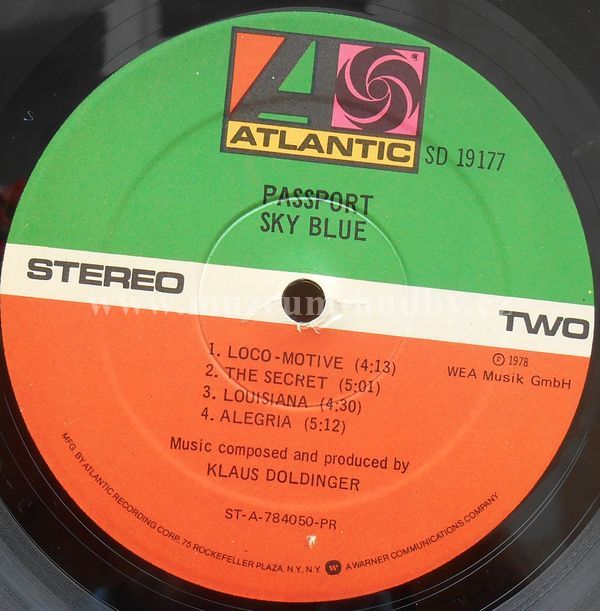 ATLANTIC
SD 19177
PASSPORT
SKY BLUE
STEREO
TWO
1. LOCO-MOTIVE (4:13)
2. THE SECRET (5:01)
3. LOUISIANA (4:30)
4. ALEGRIA (5:12)
℗ 1978
WEA Musik GmbH
Music composed and produced by
KLAUS DOLDINGER
ST-A-784050-PR
MFG. BY ATLANTIC RECORDING CORP. 75 ROCKEFELLER PLAZA, N.Y., N.Y. A WARNER COMMUNICATIONS COMPANY